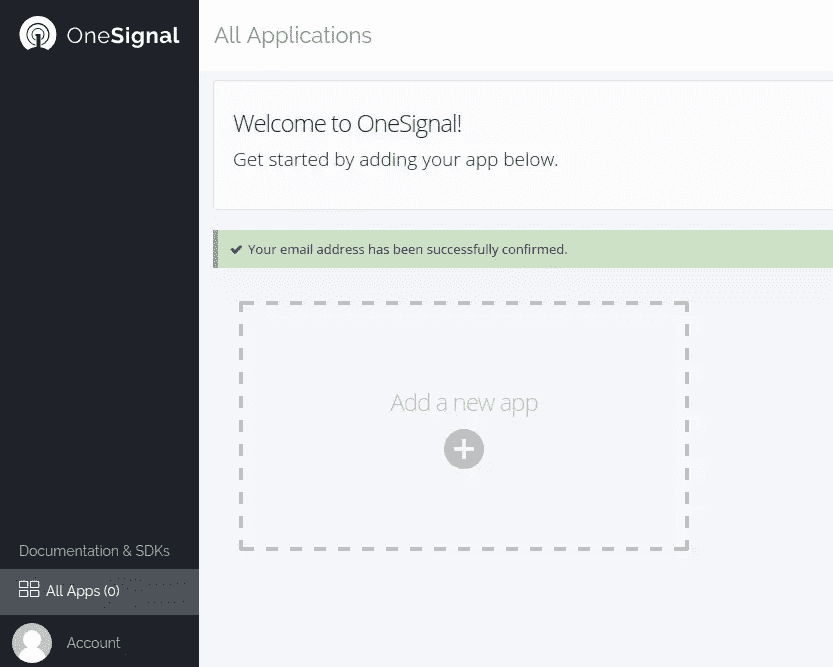 OneSignal
All Applications
Welcome to OneSignal!
Get started by adding your app below.
Your email address has been successfully confirmed.
Add a new app
Documentation & SDKs
All Apps (0)
Account